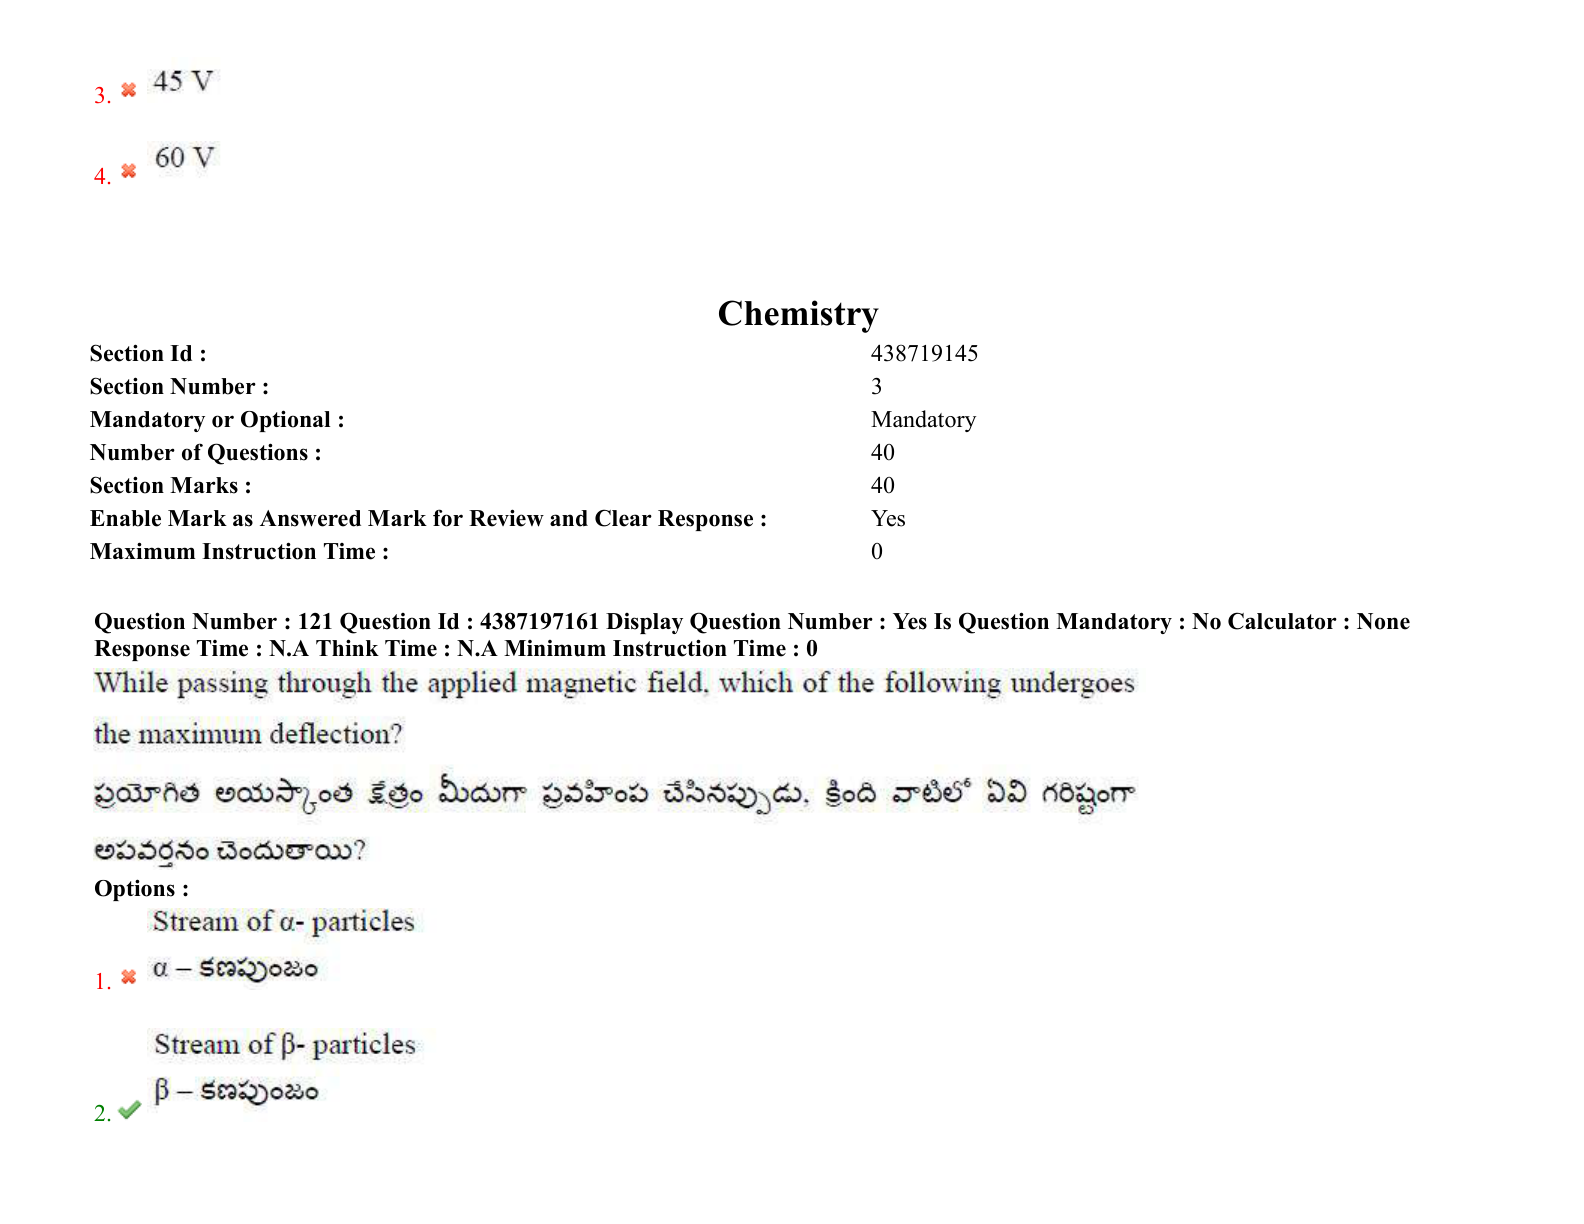 3. 45 V
4. 60 V
Chemistry
Section Id : 438719145
Section Number : 3
Mandatory or Optional : Mandatory
Number of Questions : 40
Section Marks : 40
Enable Mark as Answered Mark for Review and Clear Response : Yes
Maximum Instruction Time : 0
Question Number : 121 Question Id : 4387197161 Display Question Number : Yes Is Question Mandatory : No Calculator : None
Response Time : N.A Think Time : N.A Minimum Instruction Time : 0
While passing through the applied magnetic field, which of the following undergoes
the maximum deflection?
ప్రయోగిత అయస్కాంత క్షేత్రం మీదుగా ప్రవహింప చేసినప్పుడు, క్రింది వాటిలో ఏవి గరిష్టంగా
అపవర్తనం చెందుతాయి?
Options :
Stream of α- particles
α – కణపుంజం
1.
Stream of β- particles
β – కణపుంజం
2.